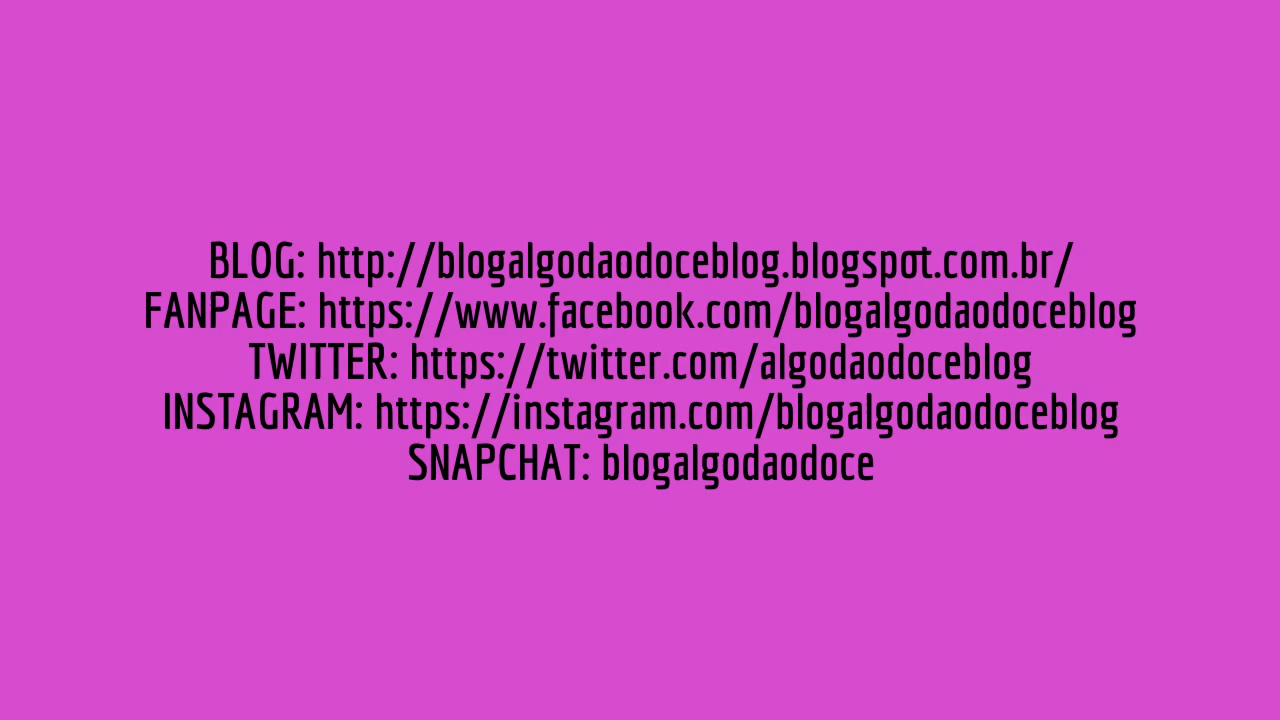 BLOG: http://blogalgodaodoceblog.blogspot.com.br/
FANPAGE: https://www.facebook.com/blogalgodaodoceblog
TWITTER: https://twitter.com/algodaodoceblog
INSTAGRAM: https://instagram.com/blogalgodaodoceblog
SNAPCHAT: blogalgodaodoce